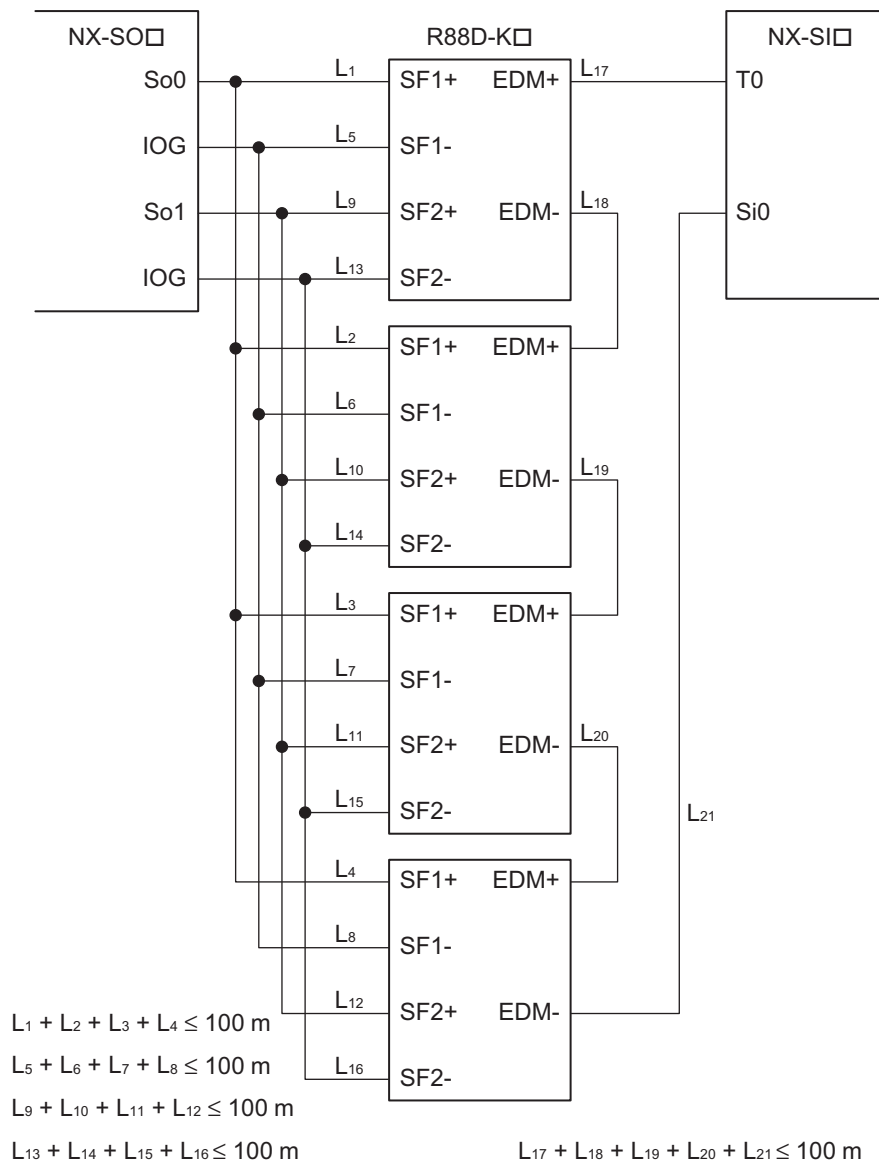 NX-SO□ R88D-K□ NX-SI□
So0 L1 SF1+ EDM+ L17 T0
IOG L5 SF1-
So1 L9 SF2+ EDM- L18 Si0
IOG L13 SF2-
L2 SF1+ EDM+
L6 SF1-
L10 SF2+ EDM- L19
L14 SF2-
L3 SF1+ EDM+
L7 SF1-
L11 SF2+ EDM- L20
L15 SF2-
L21
L4 SF1+ EDM+
L8 SF1-
L12 SF2+ EDM-
L16 SF2-
L1 + L2 + L3 + L4 ≤ 100 m
L5 + L6 + L7 + L8 ≤ 100 m
L9 + L10 + L11 + L12 ≤ 100 m
L13 + L14 + L15 + L16 ≤ 100 m
L17 + L18 + L19 + L20 + L21 ≤ 100 m